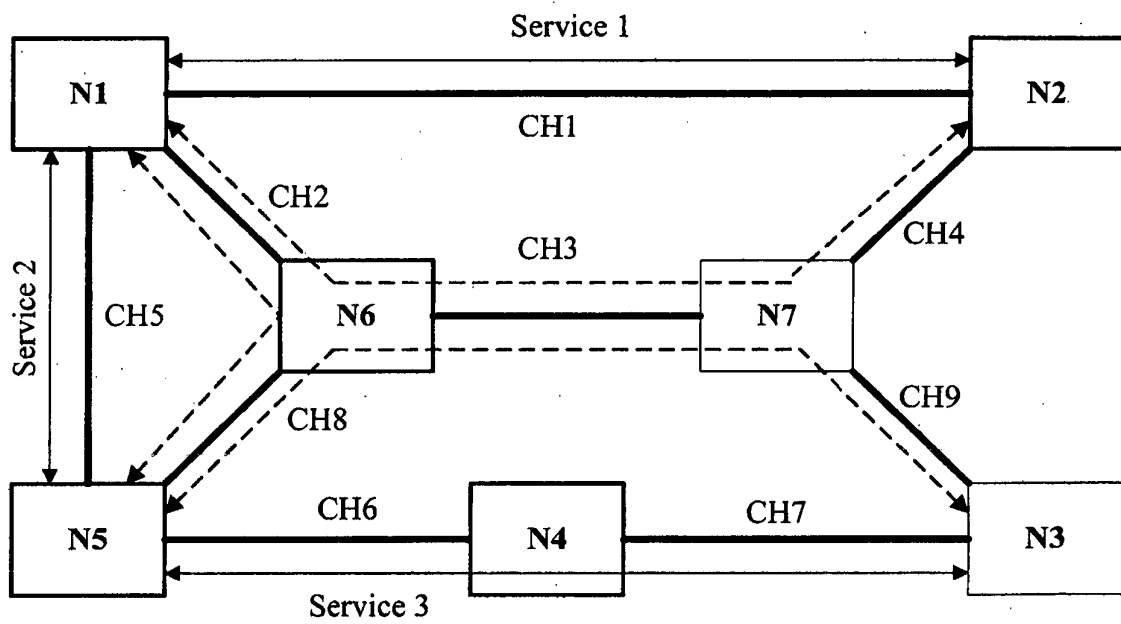 Service 1
N1
N2
CH1
CH2
CH3
CH4
Service 2
CH5
N6
N7
CH8
CH9
N5
CH6
N4
CH7
N3
Service 3